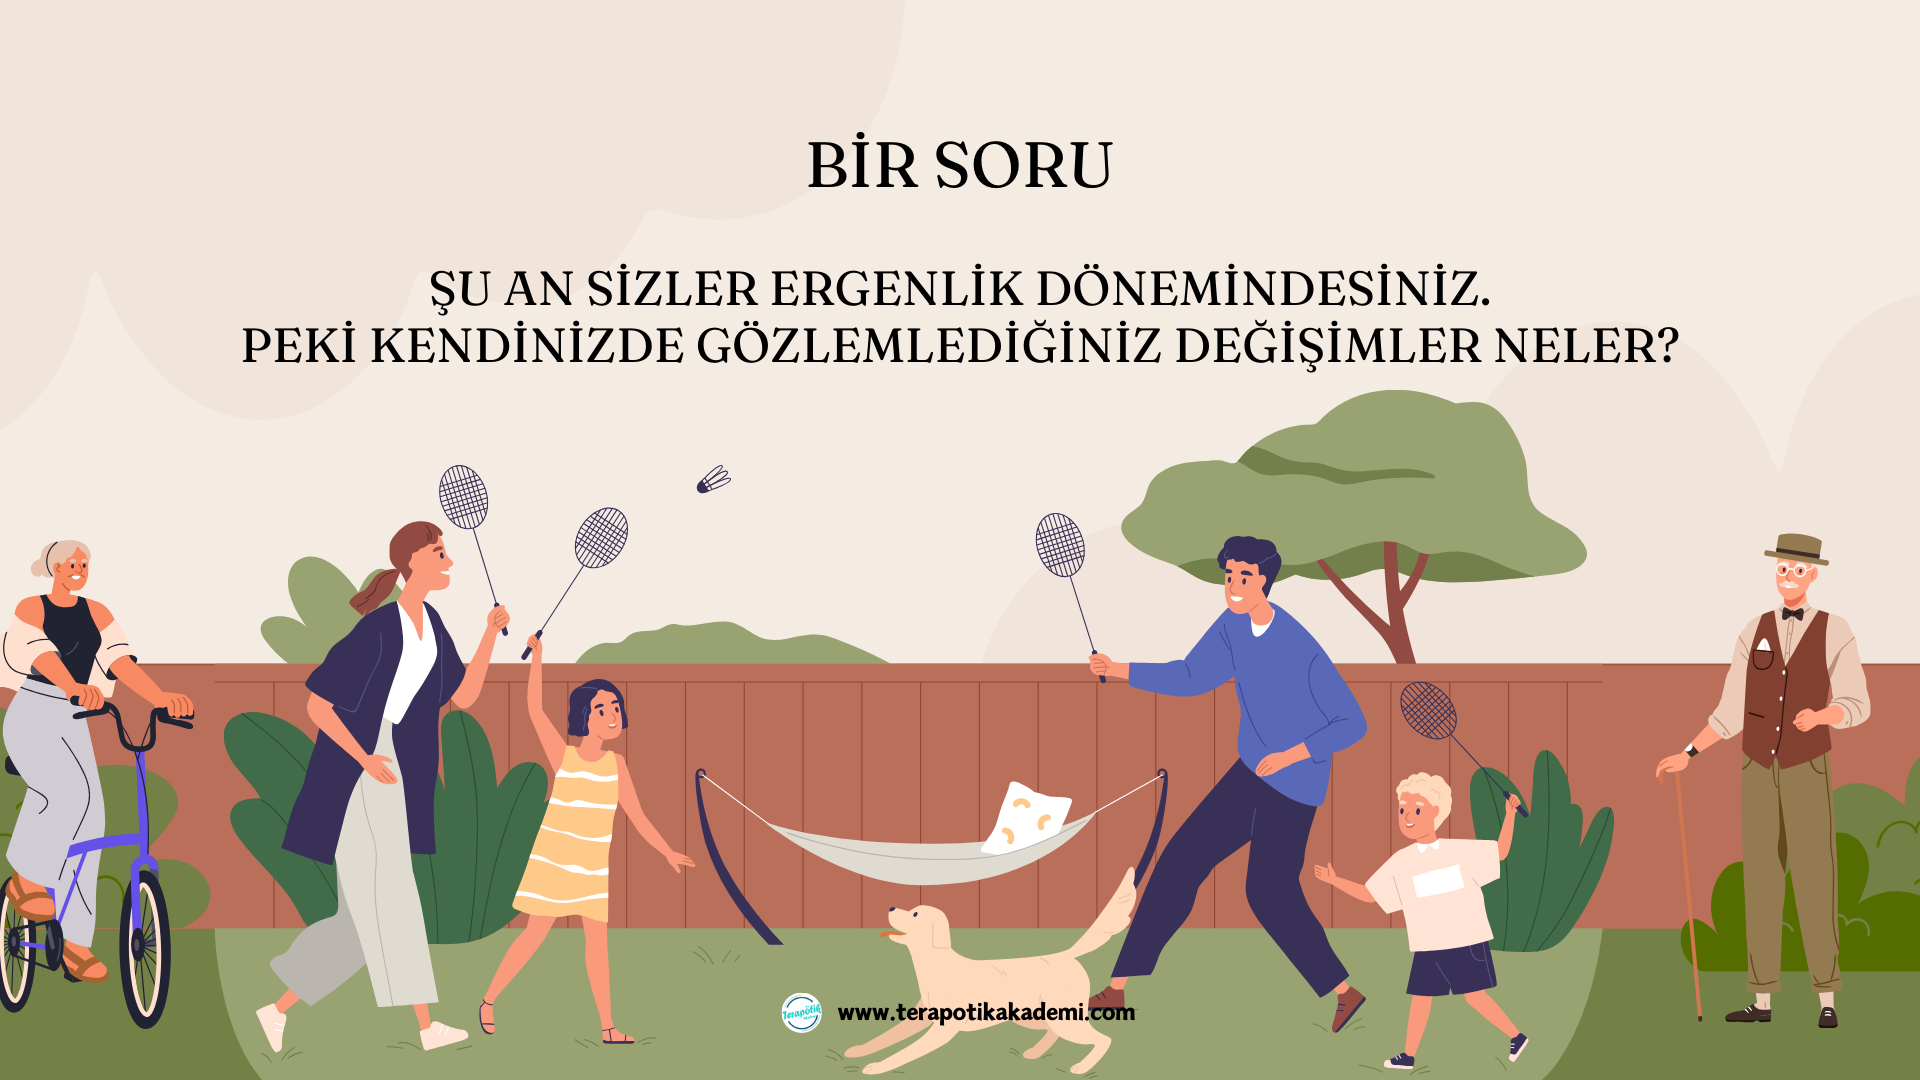 BİR SORU
ŞU AN SİZLER ERGENLİK DÖNEMİNDESİNİZ.
PEKİ KENDİNİZDE GÖZLEMLEDİĞİNİZ DEĞİŞİMLER NELER?
Terapötik
www.terapotikakademi.com